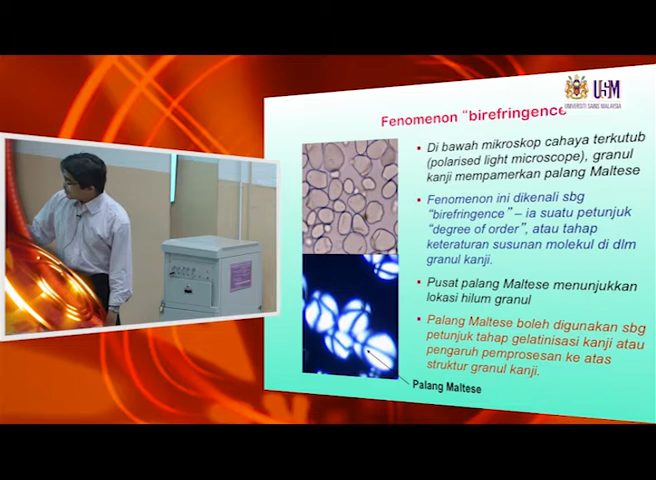 USM
UNIVERSITI SAINS MALAYSIA
Fenomenon “birefringence
Di bawah mikroskop cahaya terkutub
(polarised light microscope), granul
kanji mempamerkan palang Maltese
Fenomenon ini dikenali sbg
“birefringence” – ia suatu petunjuk
“degree of order”, atau tahap
keteraturan susunan molekul di dlm
granul kanji.
Pusat palang Maltese menunjukkan
lokasi hilum granul
Palang Maltese boleh digunakan sbg
petunjuk tahap gelatinisasi kanji atau
pengaruh pemprosesan ke atas
struktur granul kanji.
Palang Maltese